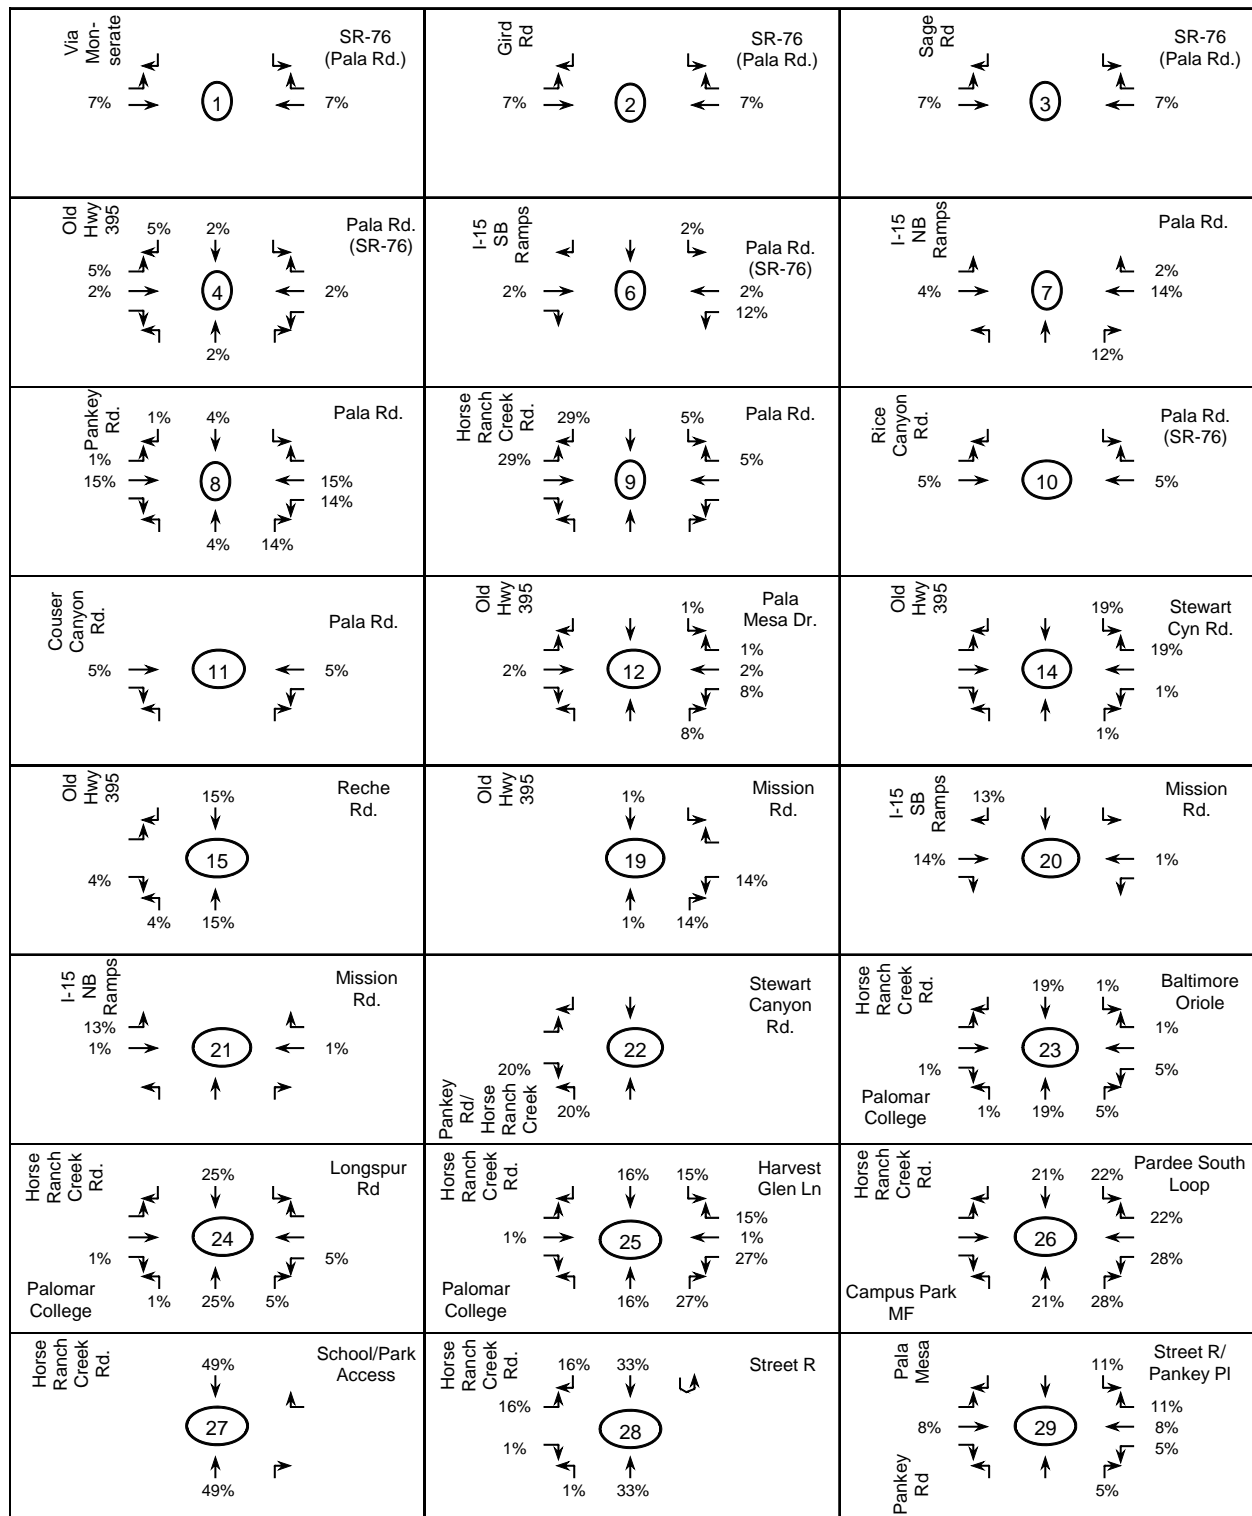 Via
Mon-
serate
SR-76
(Pala Rd.)
7%
1
7%
Gird
Rd
SR-76
(Pala Rd.)
7%
2
7%
Sage
Rd
SR-76
(Pala Rd.)
7%
3
7%
Old
Hwy
395
5% 2%
Pala Rd.
(SR-76)
5%
2%
4
2%
2%
I-15
SB
Ramps
2%
Pala Rd.
(SR-76)
2%
6
2%
12%
I-15
NB
Ramps
Pala Rd.
2%
4%
7
14%
12%
Pankey
Rd.
1% 4%
Pala Rd.
1%
15%
8
15%
14%
4% 14%
Horse
Ranch
Creek
Rd.
29% 5%
Pala Rd.
29%
5%
9
Rice
Canyon
Rd.
Pala Rd.
(SR-76)
5%
10
5%
Couser
Canyon
Rd.
Pala Rd.
5%
11
5%
Old
Hwy
395
1%
Pala
Mesa Dr.
1%
2%
12
2%
8%
8%
Old
Hwy
395
19%
Stewart
Cyn Rd.
19%
14
1%
1%
Old
Hwy
395
15%
Reche
Rd.
15
4%
4% 15%
Old
Hwy
395
1%
Mission
Rd.
19
14%
1% 14%
I-15
SB
Ramps
13%
Mission
Rd.
14%
20
1%
I-15
NB
Ramps
Mission
Rd.
13%
1%
21
1%
Stewart
Canyon
Rd.
22
20%
20%
Pankey
Rd/
Horse
Ranch
Creek
Horse
Ranch
Creek
Rd.
19% 1%
Baltimore
Oriole
1%
23
1%
5%
Palomar
College
1% 19% 5%
Horse
Ranch
Creek
Rd.
25%
Longspur
Rd
24
1%
5%
Palomar
College
1% 25% 5%
Horse
Ranch
Creek
Rd.
16% 15%
Harvest
Glen Ln
15%
1%
25
1%
27%
Palomar
College
16% 27%
Horse
Ranch
Creek
Rd.
21% 22%
Pardee South
Loop
22%
26
28%
Campus Park
MF
21% 28%
Horse
Ranch
Creek
Rd.
49%
School/Park
Access
27
49%
Horse
Ranch
Creek
Rd.
16% 33%
Street R
16%
28
1%
1% 33%
Pala
Mesa
11%
Street R/
Pankey Pl
11%
8%
29
8%
5%
Pankey
Rd
5%